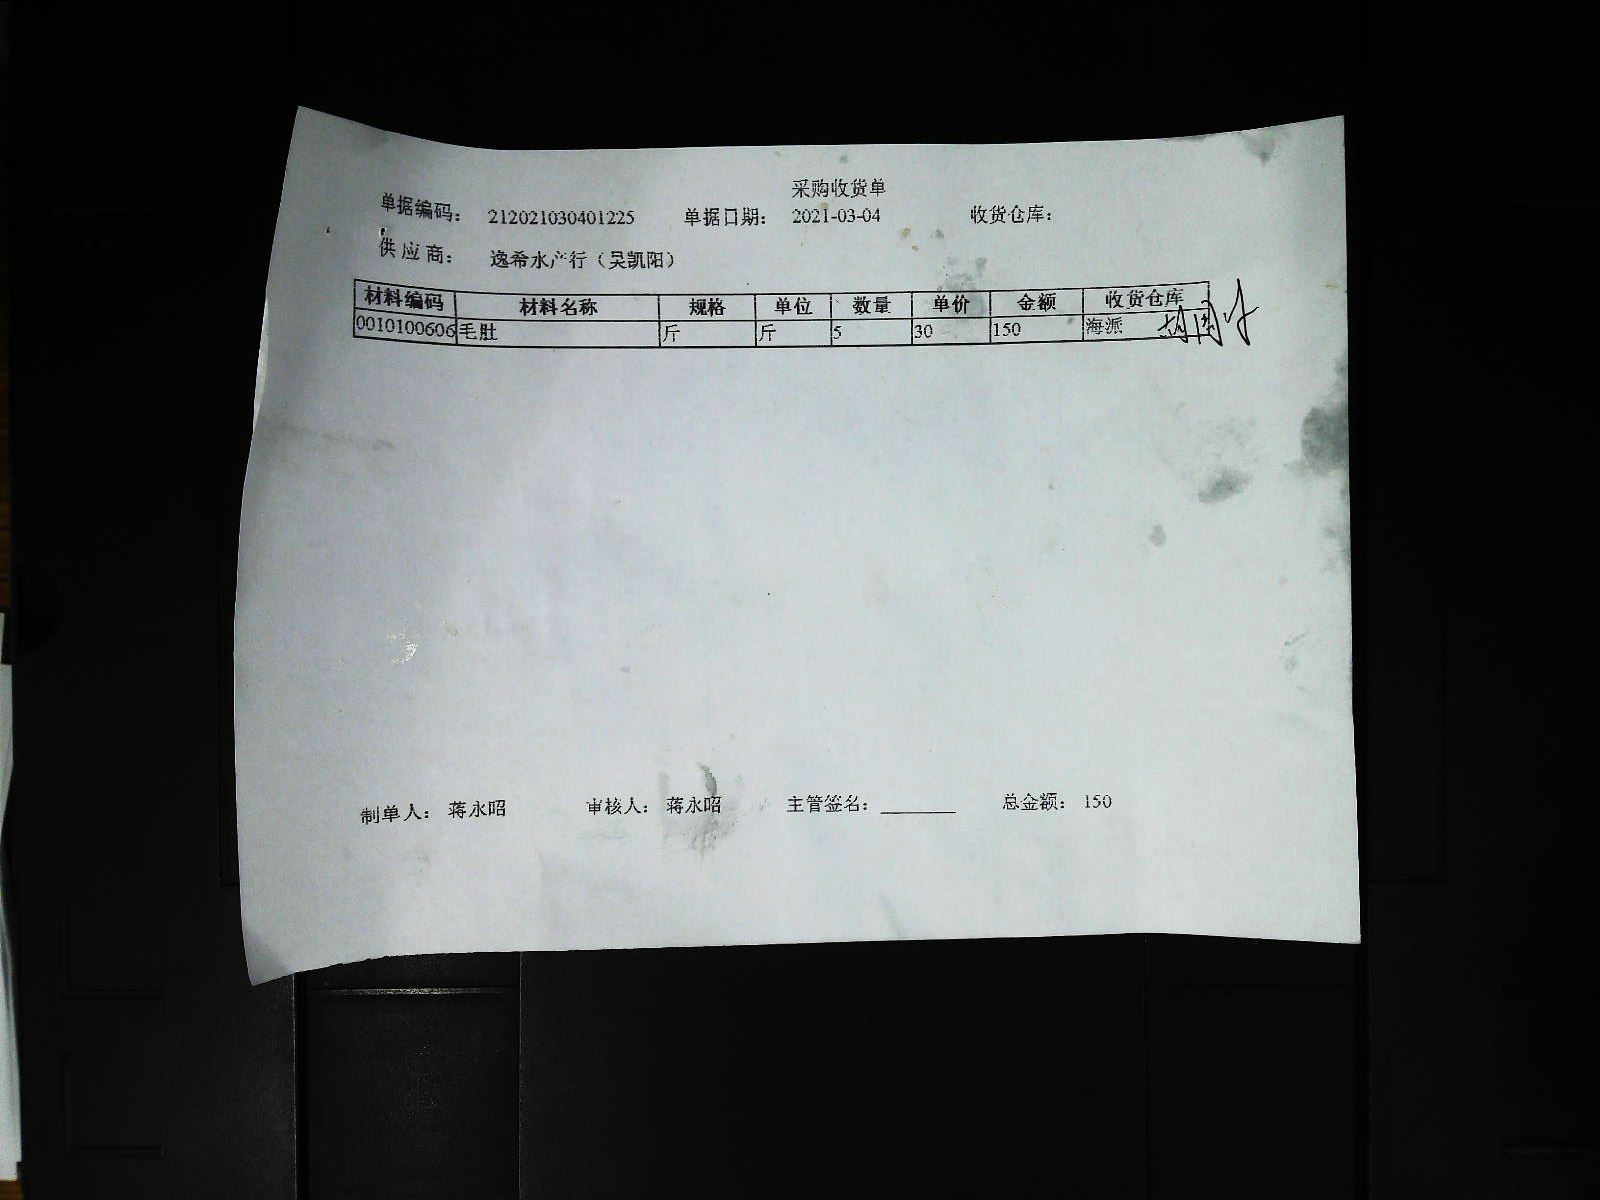 采购收货单
单据编码： 212021030401225 单据日期： 2021-03-04 收货仓库：
供应商： 逸希水产行（吴凯阳）
材料编码 材料名称 规格 单位 数量 单价 金额 收货仓库
0010100606 毛肚 斤 斤 5 30 150 海派
制单人： 蒋永昭 审核人： 蒋永昭 主管签名： 总金额： 150